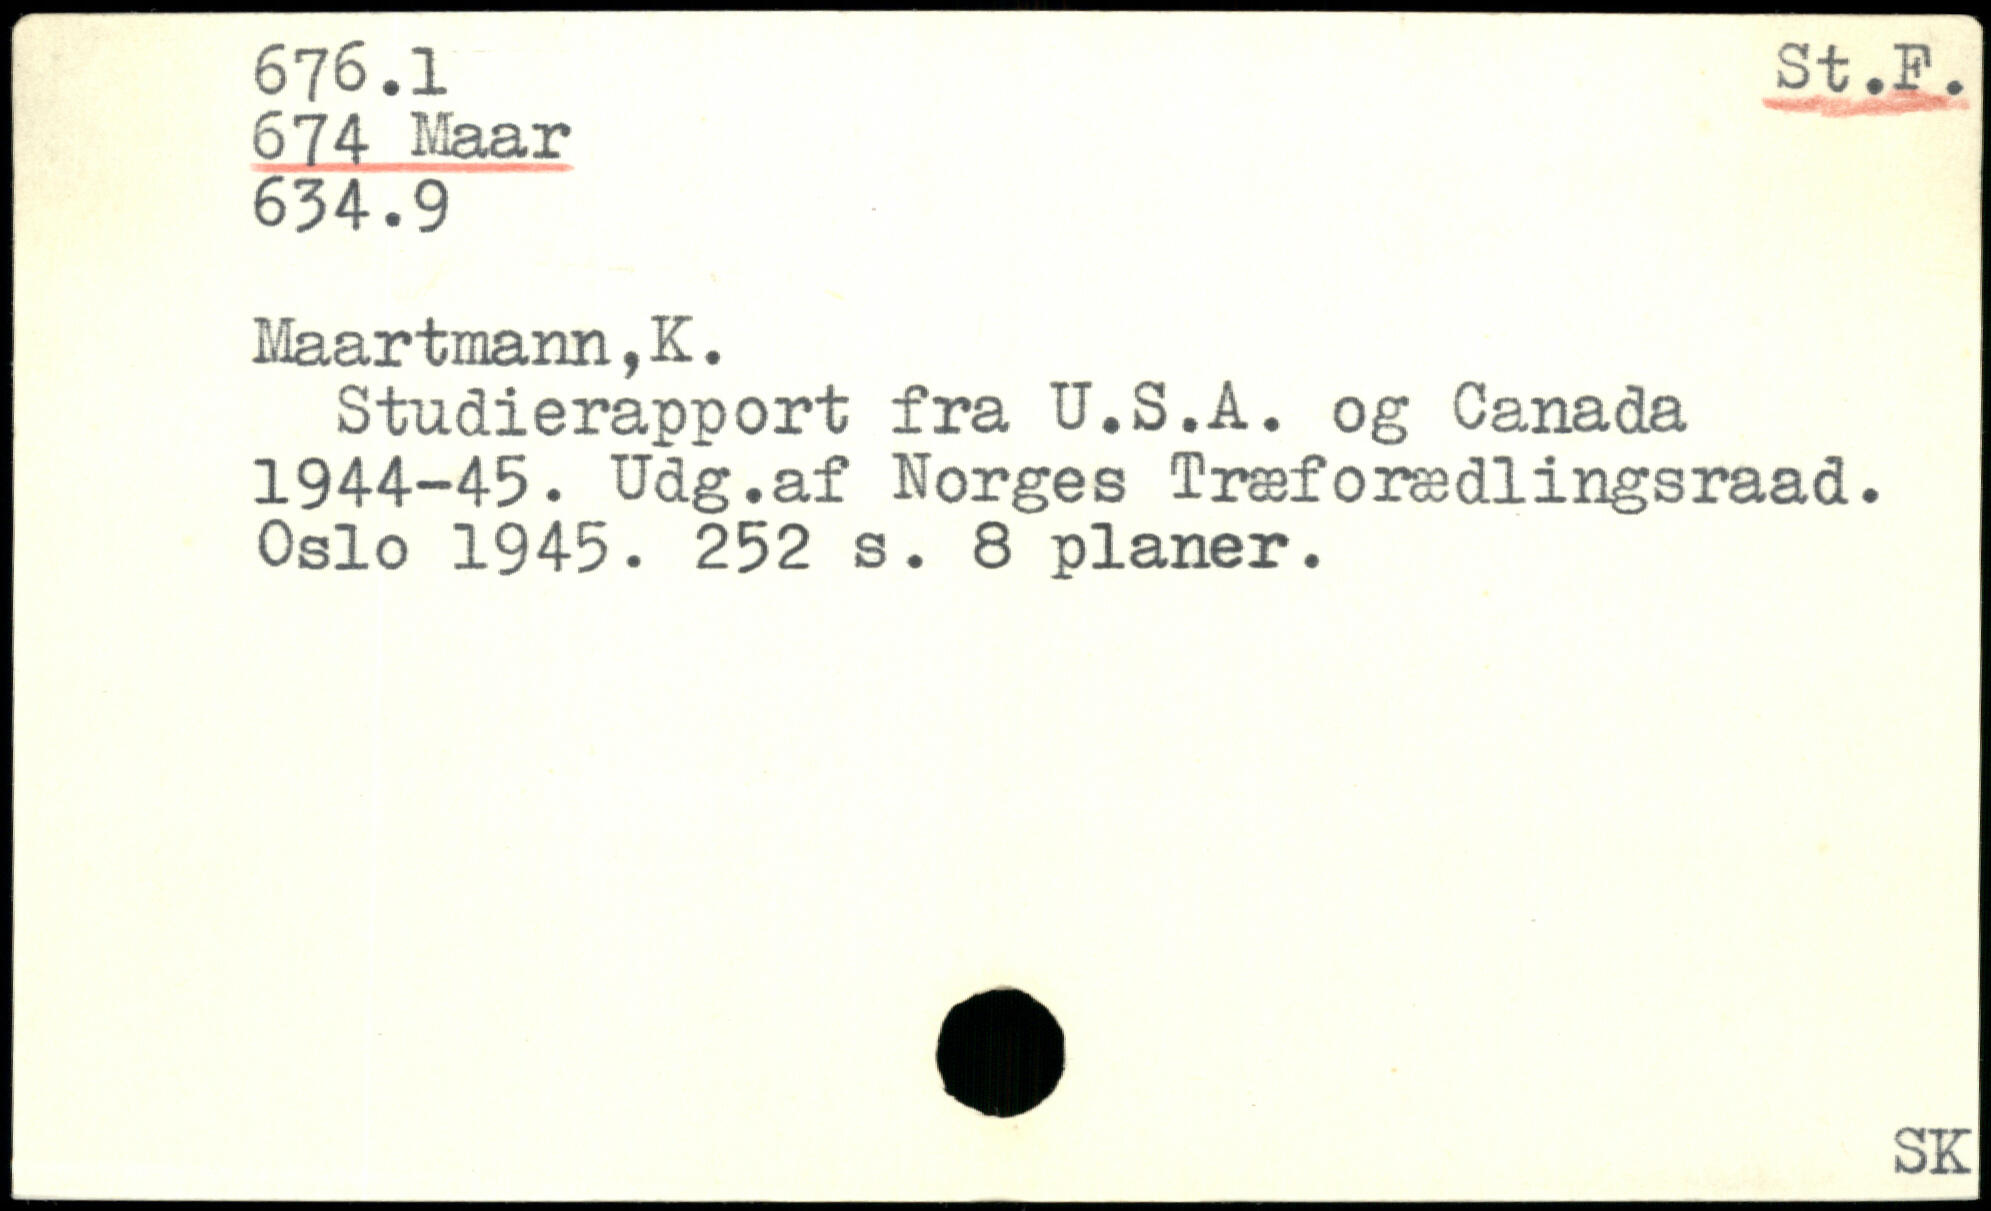 676.1
St.F.
674 Maar
634.9
Maartmann,K.
Studierapport fra U.S.A. og Canada
1944-45. Udg.af Norges Træforædlingsraad.
Oslo 1945. 252 s. 8 planer.
SK